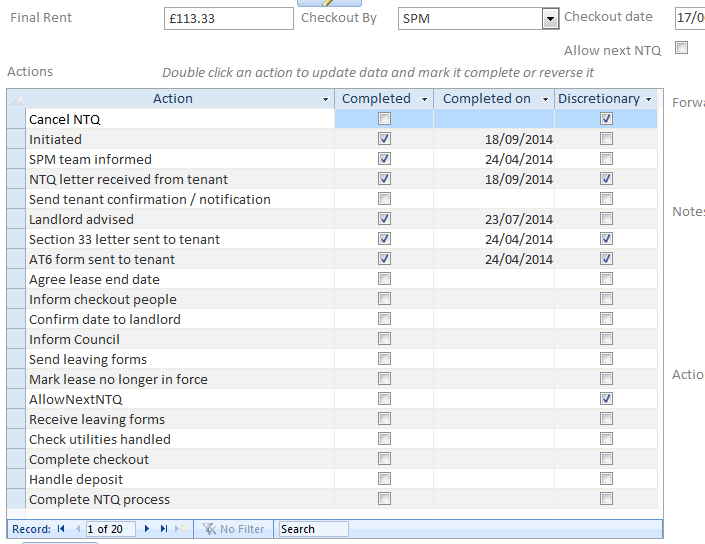 Final Rent £113.33 Checkout By SPM Checkout date 17/0
Allow next NTQ
Actions Double click an action to update data and mark it complete or reverse it
Action Completed Completed on Discretionary
Forwa
Cancel NTQ
Initiated 18/09/2014
SPM team informed 24/04/2014
NTQ letter received from tenant 18/09/2014
Send tenant confirmation / notification
Notes
Landlord advised 23/07/2014
Section 33 letter sent to tenant 24/04/2014
AT6 form sent to tenant 24/04/2014
Agree lease end date
Inform checkout people
Confirm date to landlord
Inform Council
Send leaving forms
Actio
Mark lease no longer in force
AllowNextNTQ
Receive leaving forms
Check utilities handled
Complete checkout
Handle deposit
Complete NTQ process
Record: 1 of 20 No Filter Search